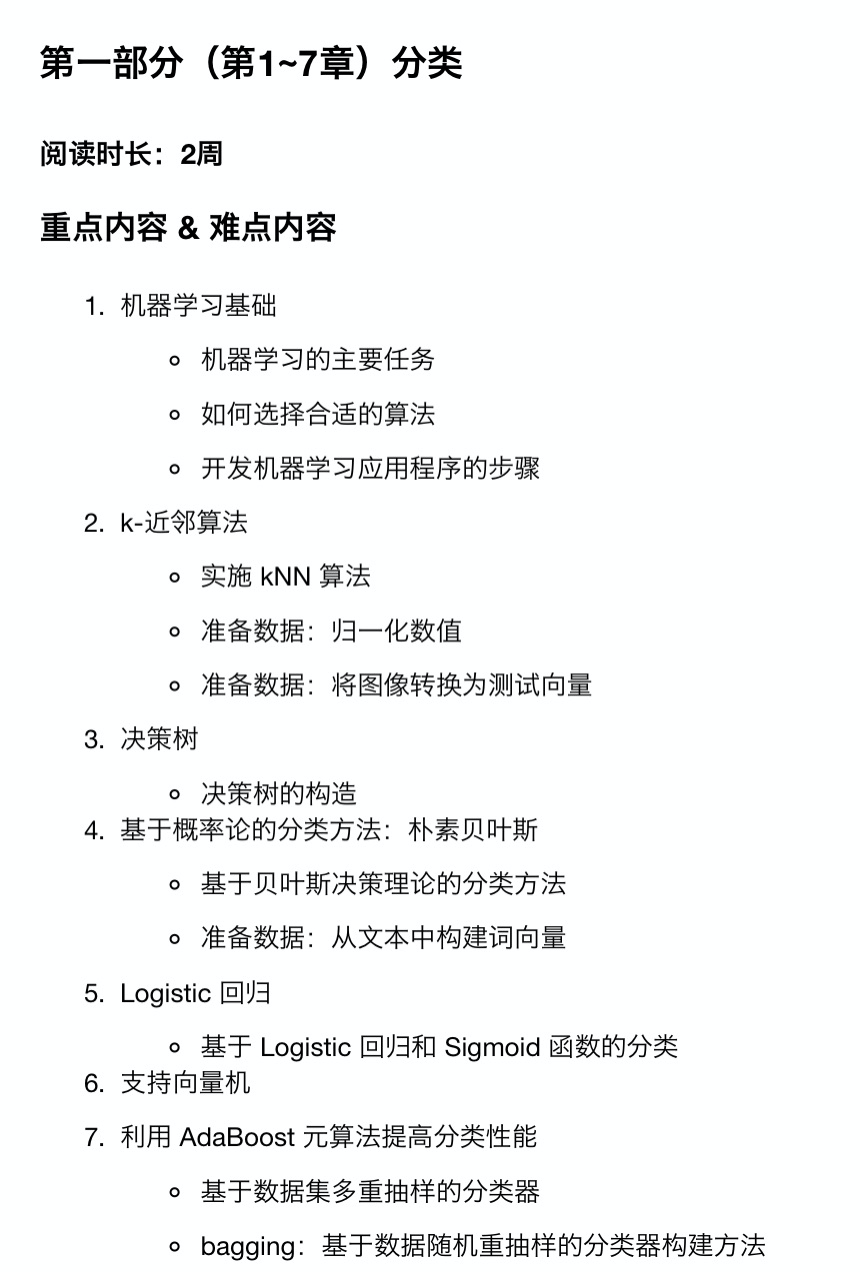 第一部分（第1~7章）分类
阅读时长：2周
重点内容 & 难点内容
1. 机器学习基础
机器学习的主要任务
如何选择合适的算法
开发机器学习应用程序的步骤
2. k-近邻算法
实施 kNN 算法
准备数据：归一化数值
准备数据：将图像转换为测试向量
3. 决策树
决策树的构造
4. 基于概率论的分类方法：朴素贝叶斯
基于贝叶斯决策理论的分类方法
准备数据：从文本中构建词向量
5. Logistic 回归
基于 Logistic 回归和 Sigmoid 函数的分类
6. 支持向量机
7. 利用 AdaBoost 元算法提高分类性能
基于数据集多重抽样的分类器
bagging：基于数据随机重抽样的分类器构建方法